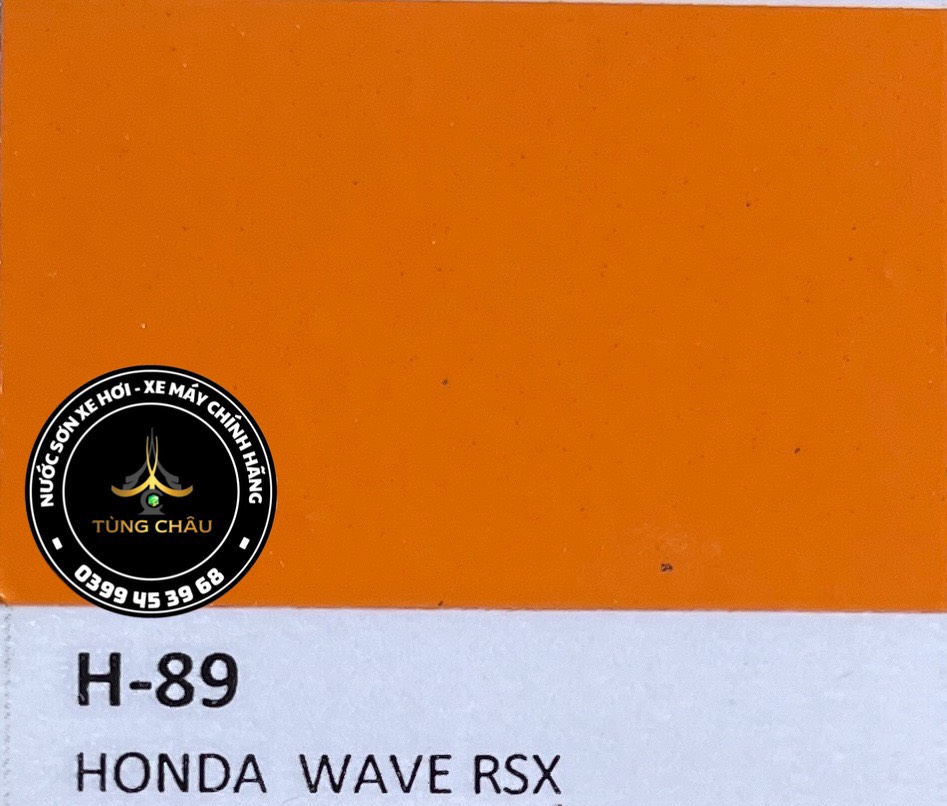 NƯỚC SƠN XE HƠI - XE MÁY CHÍNH HÃNG
TÙNG CHÂU
0399 45 39 68
H-89
HONDA WAVE RSX